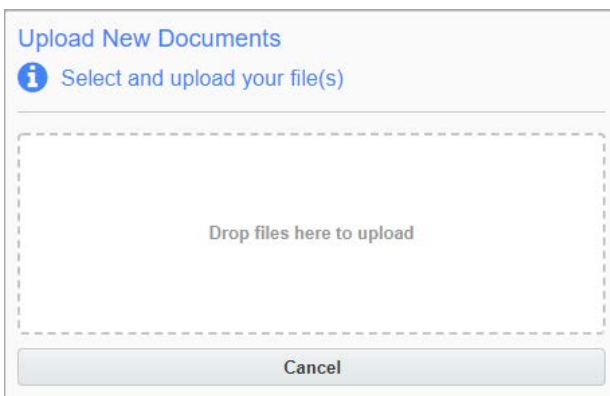 Upload New Documents
Select and upload your file(s)
Drop files here to upload
Cancel